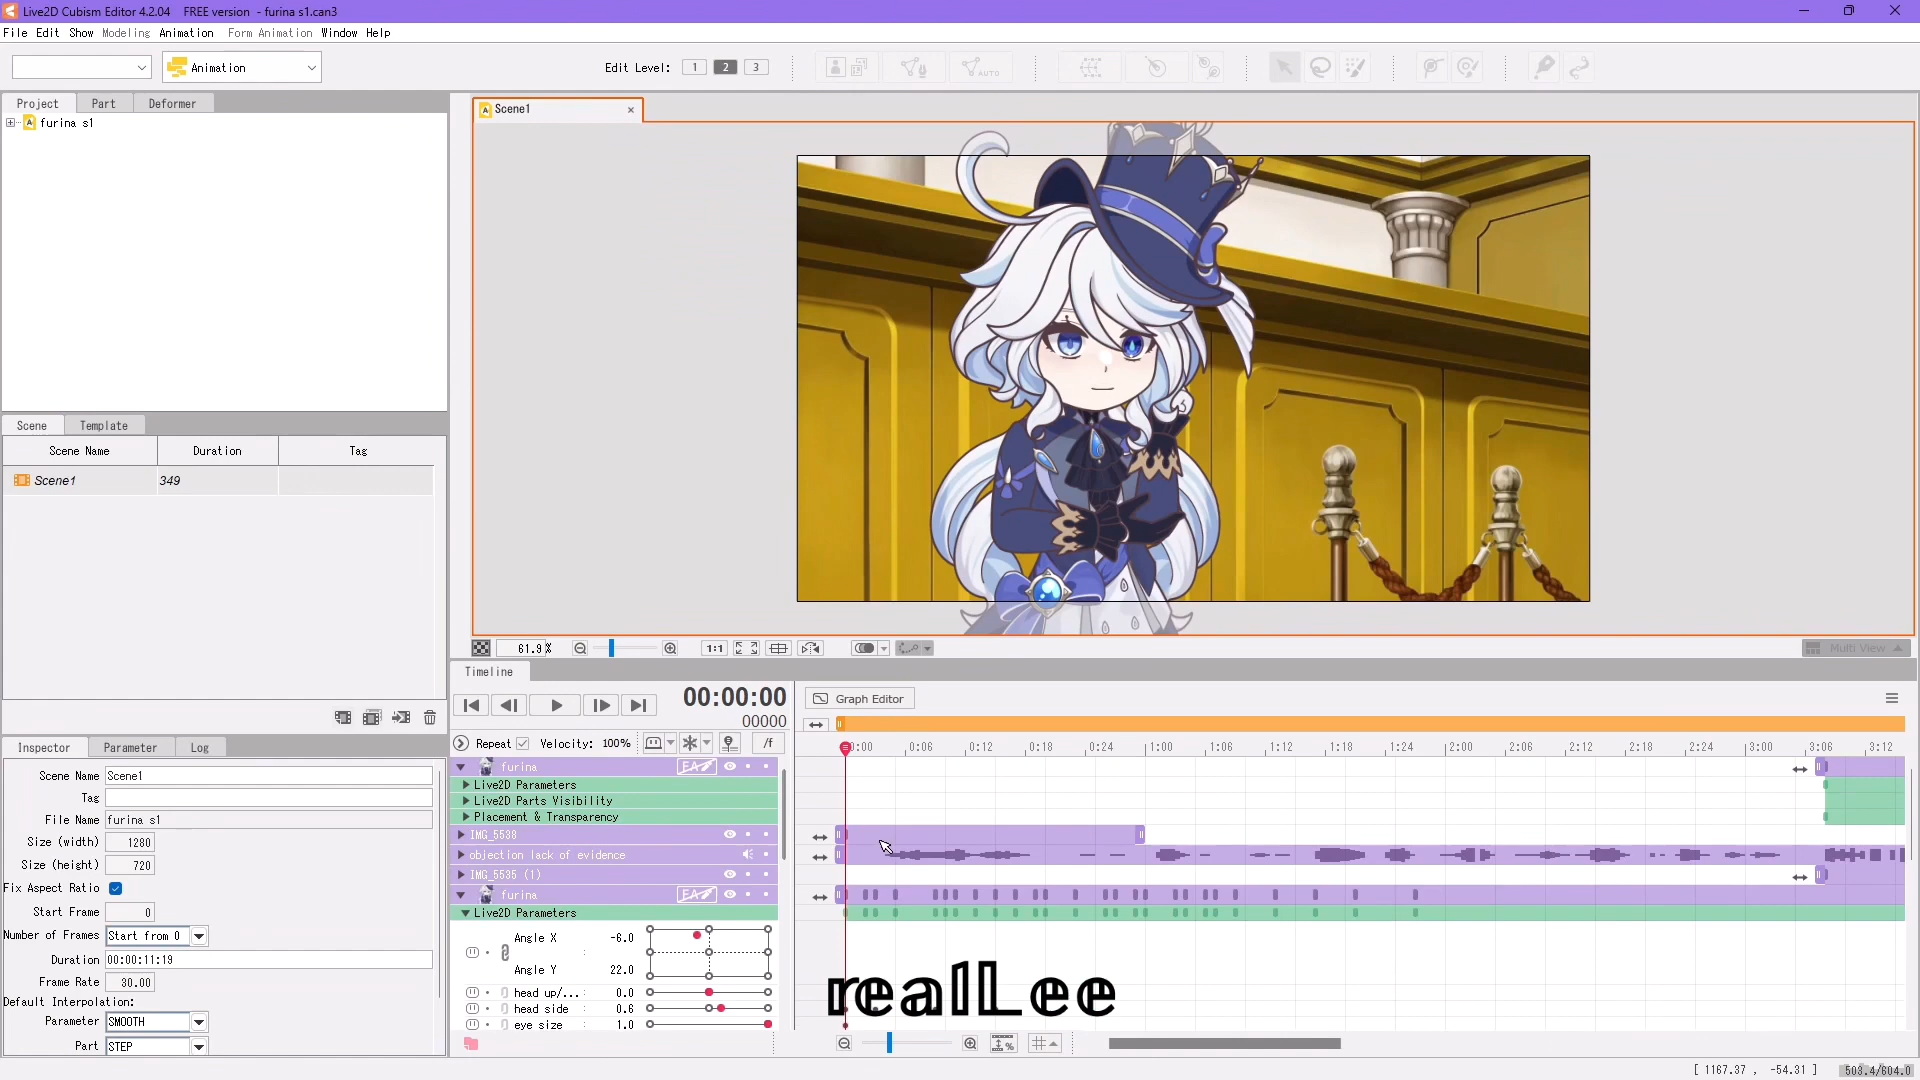 Live2D Cubism Editor 4.2.04 FREE version - furina s1.can3
File Edit Show Modeling Animation Form Animation Window Help
Animation
Edit Level: 1 2 3
AUTO
Project Part Deformer
furina s1
Scene1
Scene Template
Scene Name Duration Tag
Scene1 349
61.9%
1:1
Multi View
Timeline
00:00:00
00000
Graph Editor
Repeat Velocity: 100%
/f
0:00 0:06 0:12 0:18 0:24 1:00 1:06 1:12 1:18 1:24 2:00 2:06 2:12 2:18 2:24 3:00 3:06 3:12
furina
Live2D Parameters
Live2D Parts Visibility
Placement & Transparency
IMG_5538
objection lack of evidence
IMG_5535 (1)
furina
Live2D Parameters
Angle X -6.0
Angle Y 22.0
head up/... 0.0
head side 0.6
eye size 1.0
Inspector Parameter Log
Scene Name Scene1
Tag
File Name furina s1
Size (width) 1280
Size (height) 720
Fix Aspect Ratio
Start Frame 0
Number of Frames Start from 0
Duration 00:00:11:19
Frame Rate 30.00
Default Interpolation:
Parameter SMOOTH
Part STEP
realLee
[ 1167.37 , -54.31 ]
503.4/604.0